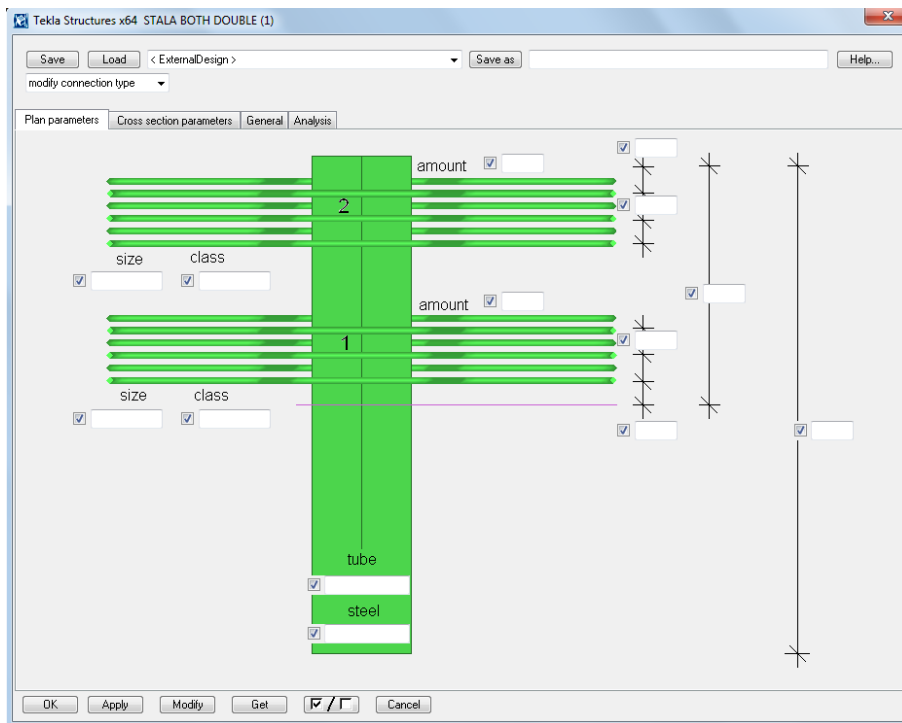 Tekla Structures x64 STALA BOTH DOUBLE (1)
Save Load < ExternalDesign > Save as Help...
modify connection type
Plan parameters Cross section parameters General Analysis
amount
2
size class
amount
1
size class
tube
steel
OK Apply Modify Get / Cancel